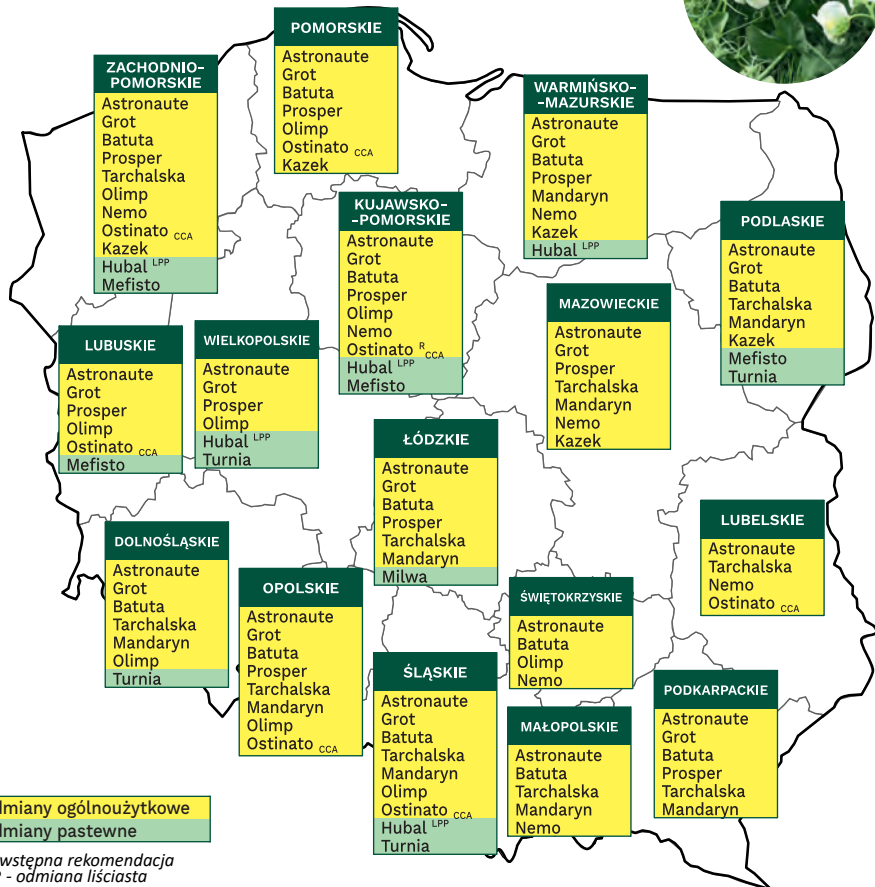 POMORSKIE
Astronaute
Grot
Batuta
Prosper
Olimp
Ostinato CCA
Kazek
ZACHODNIO-
POMORSKIE
Astronaute
Grot
Batuta
Prosper
Tarchalska
Olimp
Nemo
Ostinato CCA
Kazek
Hubal LPP
Mefisto
WARMIŃSKO-
-MAZURSKIE
Astronaute
Grot
Batuta
Prosper
Mandaryn
Nemo
Kazek
Hubal LPP
KUJAWSKO-
-POMORSKIE
Astronaute
Grot
Batuta
Prosper
Olimp
Nemo
Ostinato R CCA
Hubal LPP
Mefisto
PODLASKIE
Astronaute
Grot
Batuta
Tarchalska
Mandaryn
Kazek
Mefisto
Turnia
MAZOWIECKIE
Astronaute
Grot
Prosper
Tarchalska
Mandaryn
Nemo
Kazek
LUBUSKIE
Astronaute
Grot
Prosper
Olimp
Ostinato CCA
Mefisto
WIELKOPOLSKIE
Astronaute
Grot
Prosper
Olimp
Hubal LPP
Turnia
ŁÓDZKIE
Astronaute
Grot
Batuta
Prosper
Tarchalska
Mandaryn
Milwa
LUBELSKIE
Astronaute
Tarchalska
Nemo
Ostinato CCA
DOLNOŚLĄSKIE
Astronaute
Grot
Batuta
Tarchalska
Mandaryn
Olimp
Turnia
OPOLSKIE
Astronaute
Grot
Batuta
Prosper
Tarchalska
Mandaryn
Olimp
Ostinato CCA
ŚWIĘTOKRZYSKIE
Astronaute
Batuta
Olimp
Nemo
ŚLĄSKIE
Astronaute
Grot
Batuta
Tarchalska
Mandaryn
Olimp
Ostinato CCA
Hubal LPP
Turnia
MAŁOPOLSKIE
Astronaute
Batuta
Tarchalska
Mandaryn
Nemo
PODKARPACKIE
Astronaute
Grot
Batuta
Prosper
Tarchalska
Mandaryn
dmiany ogólnoużytkowe
dmiany pastewne
wstępna rekomendacja
P - odmiana liściasta